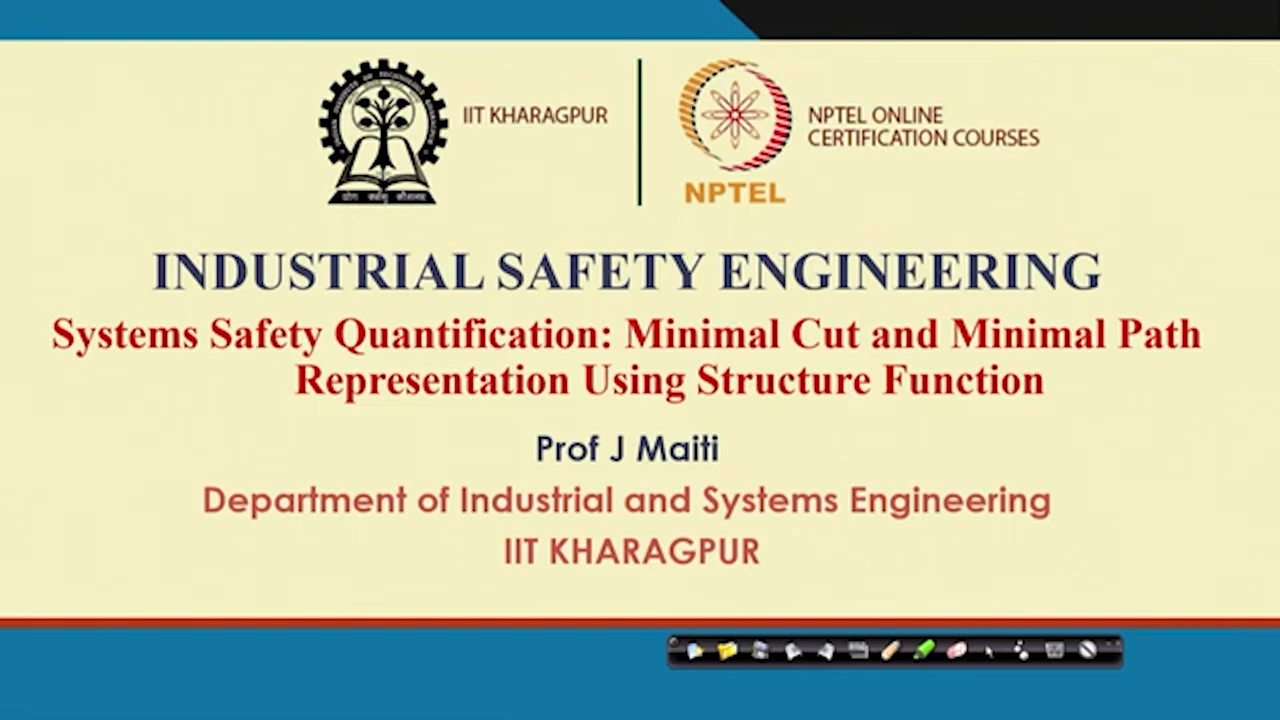 IIT KHARAGPUR
NPTEL ONLINE
CERTIFICATION COURSES
NPTEL
INDUSTRIAL SAFETY ENGINEERING
Systems Safety Quantification: Minimal Cut and Minimal Path
Representation Using Structure Function
Prof J Maiti
Department of Industrial and Systems Engineering
IIT KHARAGPUR